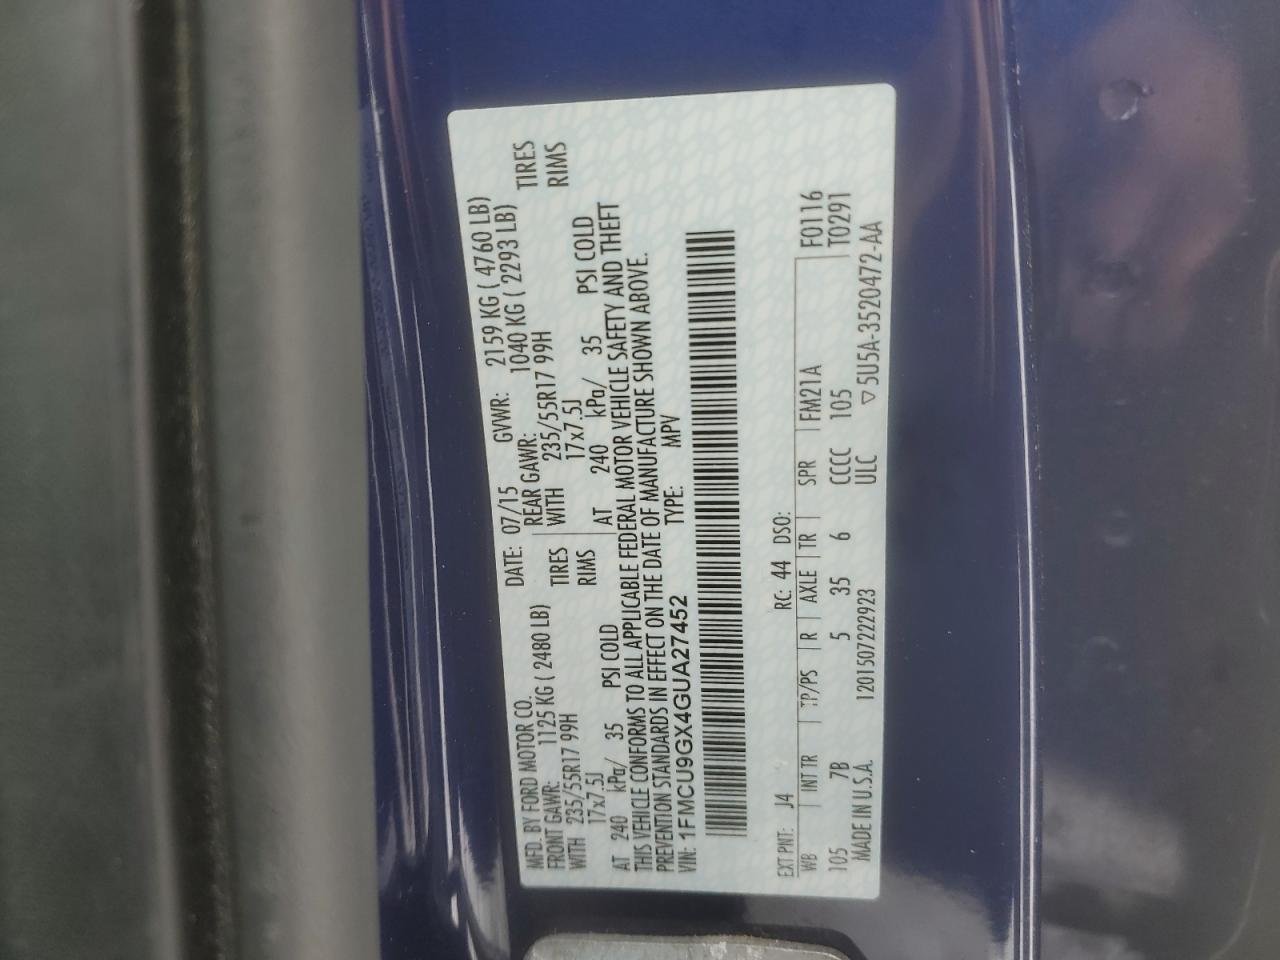 MFD. BY FORD MOTOR CO. DATE: 07/15 GVWR: 2159 KG ( 4760 LB)
FRONT GAWR: 1125 KG ( 2480 LB) REAR GAWR: 1040 KG ( 2293 LB)
WITH 235/55R17 99H TIRES WITH 235/55R17 99H TIRES
17x7.5J RIMS 17x7.5J RIMS
AT 240 kPa/ 35 PSI COLD AT 240 kPa/ 35 PSI COLD
THIS VEHICLE CONFORMS TO ALL APPLICABLE FEDERAL MOTOR VEHICLE SAFETY AND THEFT
PREVENTION STANDARDS IN EFFECT ON THE DATE OF MANUFACTURE SHOWN ABOVE.
VIN: 1FMCU9GX4GUA27452 TYPE: MPV
EXT PNT: J4 RC: 44 DSO: F0116
WB INT TR TP/PS R AXLE TR SPR FM21A T0291
105 7B 5 35 6 CCCC 105
MADE IN U.S.A. 1201507222923 ULC ▽ 5U5A-3520472-AA